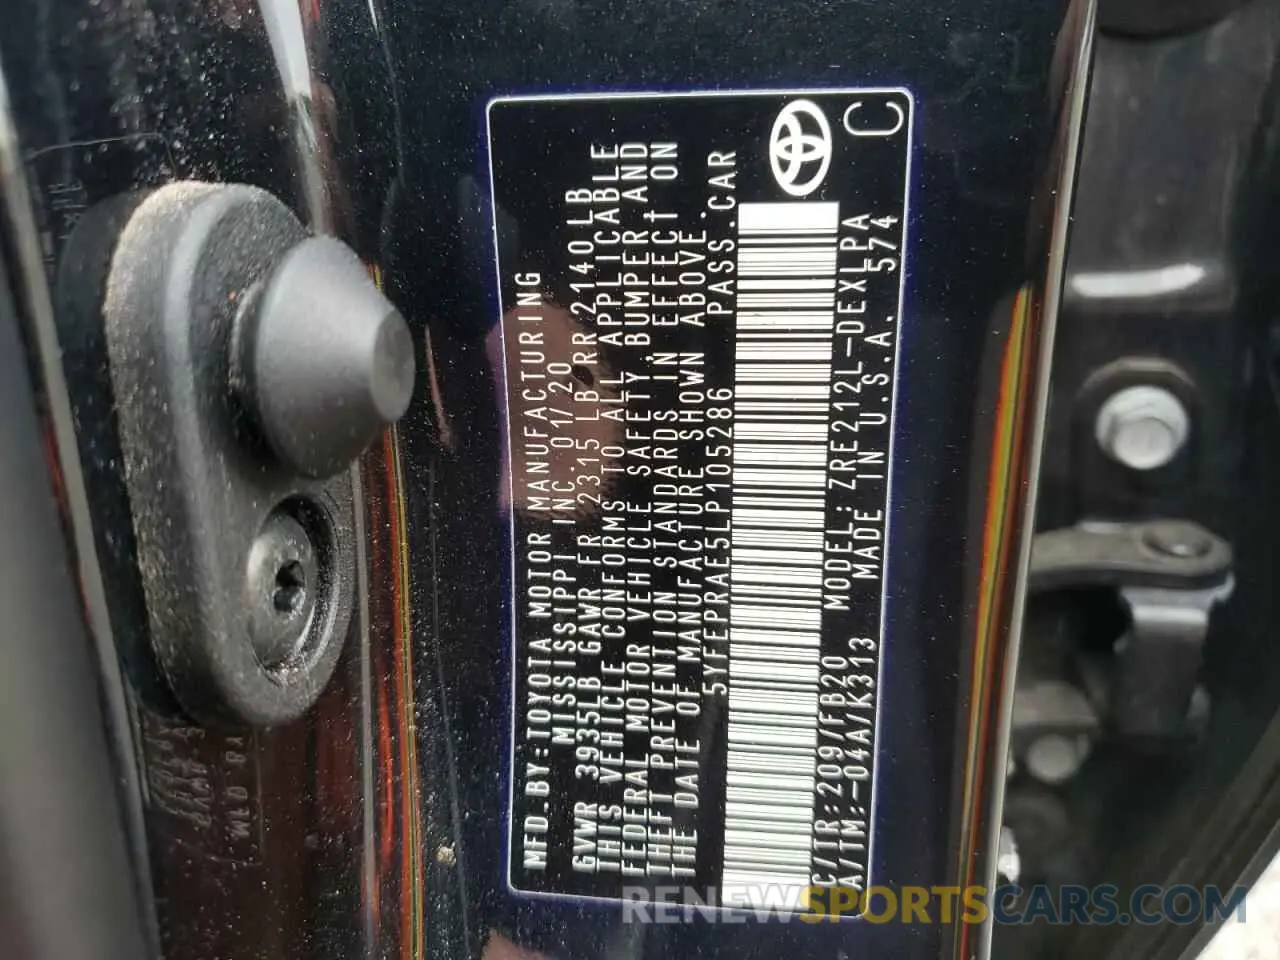 MFD.BY:TOYOTA MOTOR MANUFACTURING
MISSISSIPPI INC. 01/20
GVWR 3935LB GAWR FR 2315 LB RR 2140 LB
THIS VEHICLE CONFORMS TO ALL APPLICABLE
FEDERAL MOTOR VEHICLE SAFETY, BUMPER, AND
THEFT PREVENTION STANDARDS IN EFFECT ON
THE DATE OF MANUFACTURE SHOWN ABOVE.
5YFEPRAE5LP105286 PASS.CAR
C/TR:209/FB20 MODEL: ZRE212L-DEXLPA
A/TM:-04A/K313 MADE IN U.S.A. 574
C
RENEWSPORTSCARS.COM